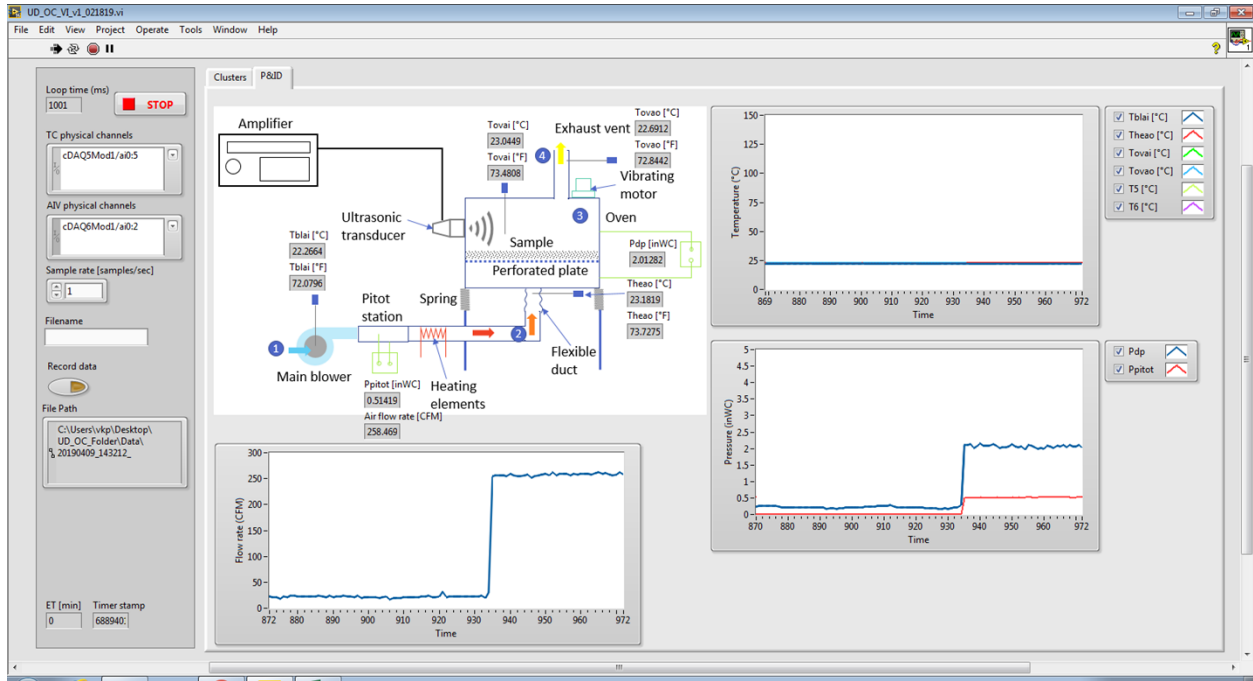 UD_OC_VI_v1_021819.vi
File Edit View Project Operate Tools Window Help
Loop time (ms)
1001
STOP
TC physical channels
cDAQ5Mod1/ai0:5
AIV physical channels
cDAQ6Mod1/ai0:2
Sample rate [samples/sec]
1
Filename
Record data
File Path
C:\Users\vkp\Desktop\
UD_OC_Folder\Data\
20190409_143212_
ET [min] Timer stamp
0
Clusters P&ID
Amplifier
Tovai [°C]
23.0449
Tovai [°F]
73.4808
Exhaust vent
Tovao [°C]
22.6912
Tovao [°F]
72.8442
4
Vibrating
motor
3
Oven
Ultrasonic
transducer
Sample
Perforated plate
Pdp [inWC]
2.01282
Tblai [°C]
22.2664
Tblai [°F]
72.0796
Theao [°C]
23.1819
Theao [°F]
73.7275
Pitot
station
Spring
2
1
Main blower
Flexible
duct
Heating
elements
Ppitot [inWC]
0.51419
Air flow rate [CFM]
258.469
150
125
100
75
50
25
0
Temperature (°C)
869 880 890 900 910 920 930 940 950 960 972
Time
Tblai [°C]
Theao [°C]
Tovai [°C]
Tovao [°C]
T5 [°C]
T6 [°C]
5
4.5
4
3.5
3
2.5
2
1.5
1
0.5
0
Pressure (inWC)
870 880 890 900 910 920 930 940 950 960 972
Time
Pdp
Ppitot
300
250
200
150
100
50
0
Flow rate (CFM)
872 880 890 900 910 920 930 940 950 960 972
Time